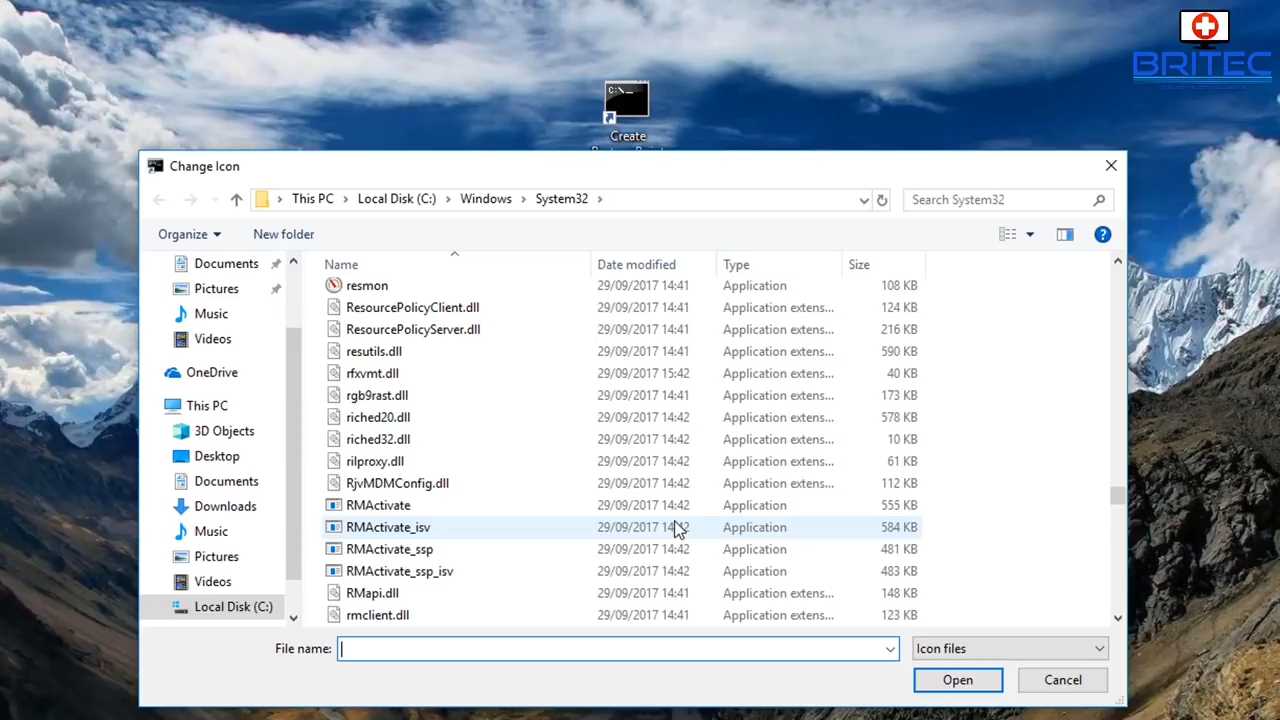 BRITEC
C:\._
Create
Change Icon
This PC
Local Disk (C:)
Windows
System32
Search System32
Organize
New folder
Documents
Pictures
Music
Videos
OneDrive
This PC
3D Objects
Desktop
Documents
Downloads
Music
Pictures
Videos
Local Disk (C:)
Name Date modified Type Size
resmon 29/09/2017 14:41 Application 108 KB
ResourcePolicyClient.dll 29/09/2017 14:41 Application extens... 124 KB
ResourcePolicyServer.dll 29/09/2017 14:41 Application extens... 216 KB
resutils.dll 29/09/2017 14:41 Application extens... 590 KB
rfxvmt.dll 29/09/2017 15:42 Application extens... 40 KB
rgb9rast.dll 29/09/2017 14:41 Application extens... 173 KB
riched20.dll 29/09/2017 14:42 Application extens... 578 KB
riched32.dll 29/09/2017 14:42 Application extens... 10 KB
rilproxy.dll 29/09/2017 14:42 Application extens... 61 KB
RjvMDMConfig.dll 29/09/2017 14:42 Application extens... 112 KB
RMActivate 29/09/2017 14:42 Application 555 KB
RMActivate_isv 29/09/2017 14:42 Application 584 KB
RMActivate_ssp 29/09/2017 14:42 Application 481 KB
RMActivate_ssp_isv 29/09/2017 14:42 Application 483 KB
RMapi.dll 29/09/2017 14:41 Application extens... 148 KB
rmclient.dll 29/09/2017 14:41 Application extens... 123 KB
File name:
Icon files
Open
Cancel